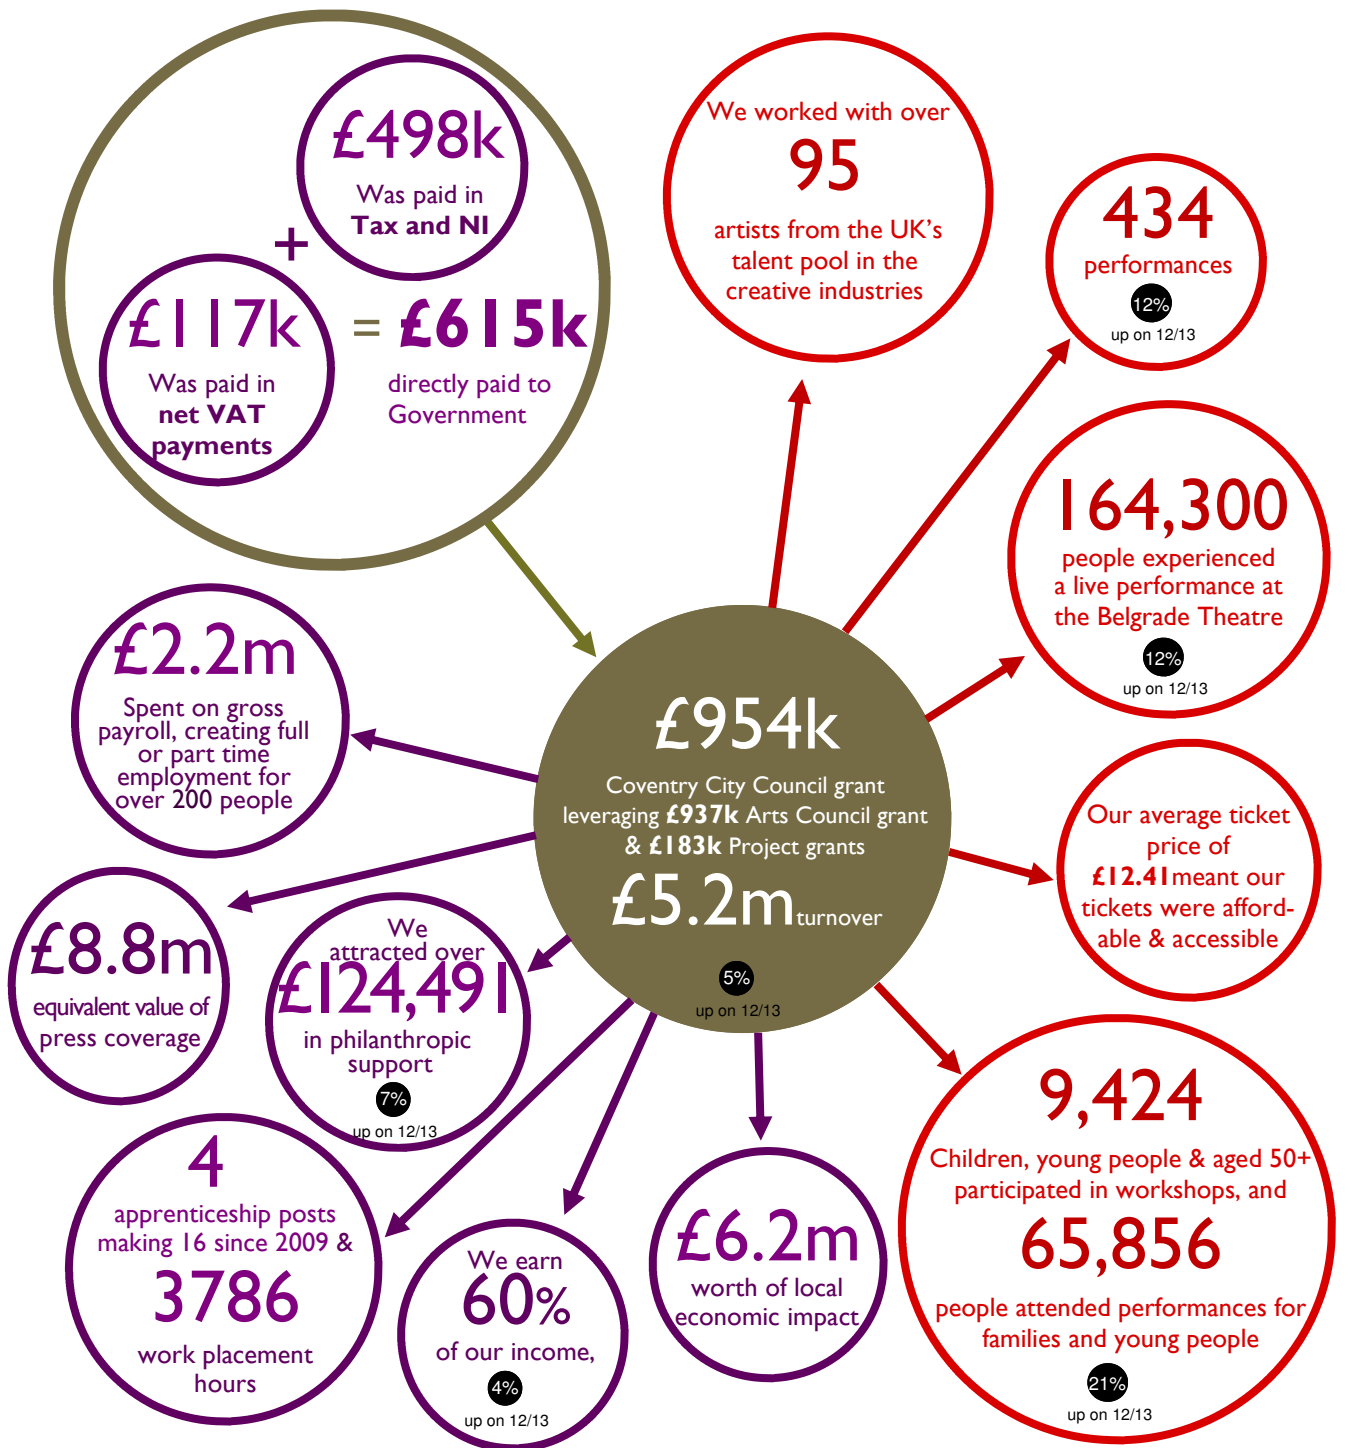 £498k
Was paid in
Tax and NI
+
£117k
Was paid in
net VAT
payments
= £615k
directly paid to
Government
We worked with over
95
artists from the UK's
talent pool in the
creative industries
434
performances
12%
up on 12/13
164,300
people experienced
a live performance at
the Belgrade Theatre
12%
up on 12/13
£2.2m
Spent on gross
payroll, creating full
or part time
employment for
over 200 people
£954k
Coventry City Council grant
leveraging £937k Arts Council grant
& £183k Project grants
£5.2m turnover
5%
up on 12/13
Our average ticket
price of
£12.41meant our
tickets were afford-
able & accessible
£8.8m
equivalent value of
press coverage
We
attracted over
£124,491
in philanthropic
support
7%
up on 12/13
4
apprenticeship posts
making 16 since 2009 &
3786
work placement
hours
We earn
60%
of our income,
4%
up on 12/13
£6.2m
worth of local
economic impact
9,424
Children, young people & aged 50+
participated in workshops, and
65,856
people attended performances for
families and young people
21%
up on 12/13